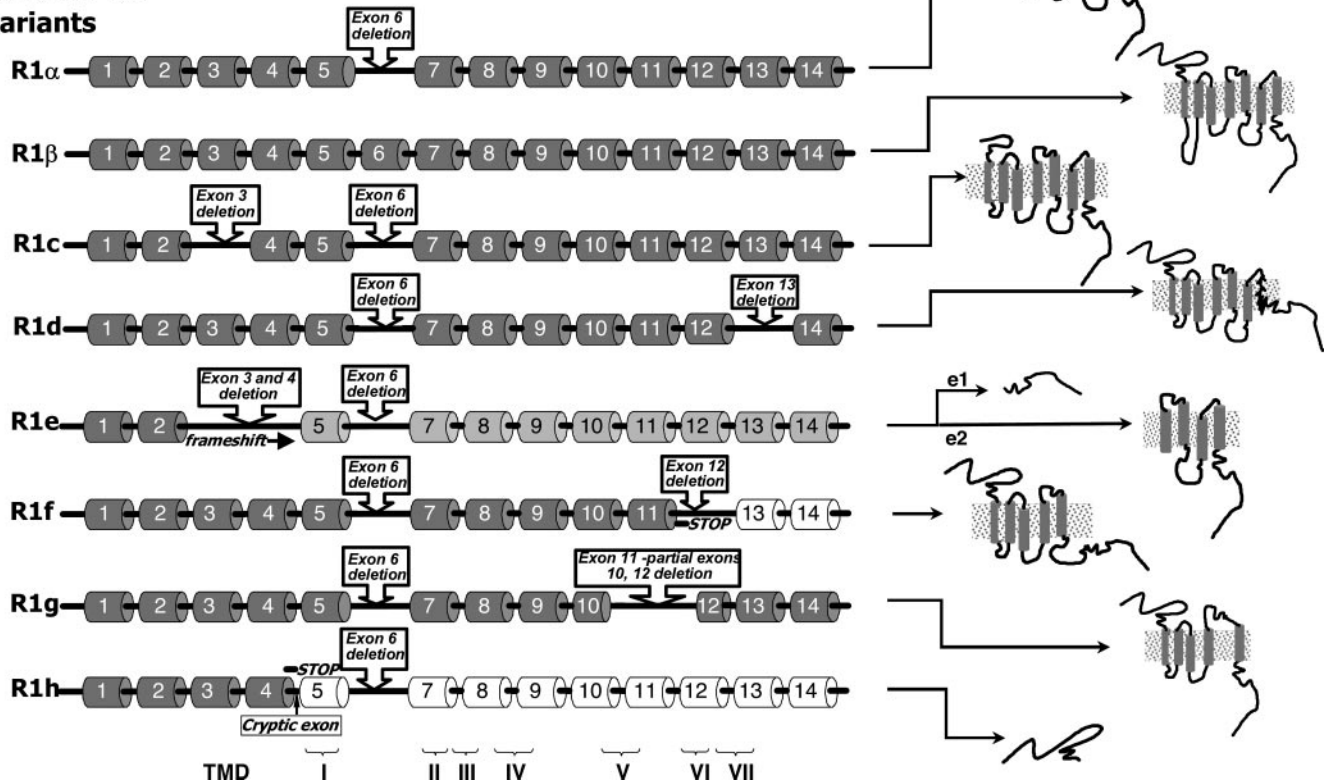 ariants
Exon 6
deletion
R1α 1 2 3 4 5 7 8 9 10 11 12 13 14
R1β 1 2 3 4 5 6 7 8 9 10 11 12 13 14
Exon 3
deletion
Exon 6
deletion
R1c 1 2 4 5 7 8 9 10 11 12 13 14
Exon 6
deletion
Exon 13
deletion
R1d 1 2 3 4 5 7 8 9 10 11 12 14
Exon 3 and 4
deletion
Exon 6
deletion
e1
R1e 1 2 5 7 8 9 10 11 12 13 14
frameshift
e2
Exon 6
deletion
Exon 12
deletion
R1f 1 2 3 4 5 7 8 9 10 11 13 14
STOP
Exon 6
deletion
Exon 11 -partial exons
10, 12 deletion
R1g 1 2 3 4 5 7 8 9 10 12 13 14
Exon 6
deletion
STOP
R1h 1 2 3 4 5 7 8 9 10 11 12 13 14
Cryptic exon
TMD I II III IV V VI VII